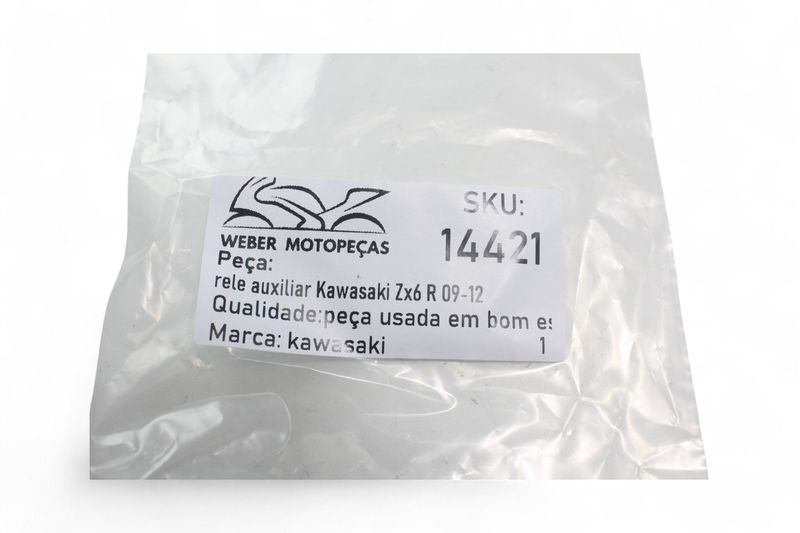 WEBER MOTOPEÇAS
SKU:
14421
Peça:
rele auxiliar Kawasaki Zx6 R 09-12
Qualidade:peça usada em bom es
Marca: kawasaki 1